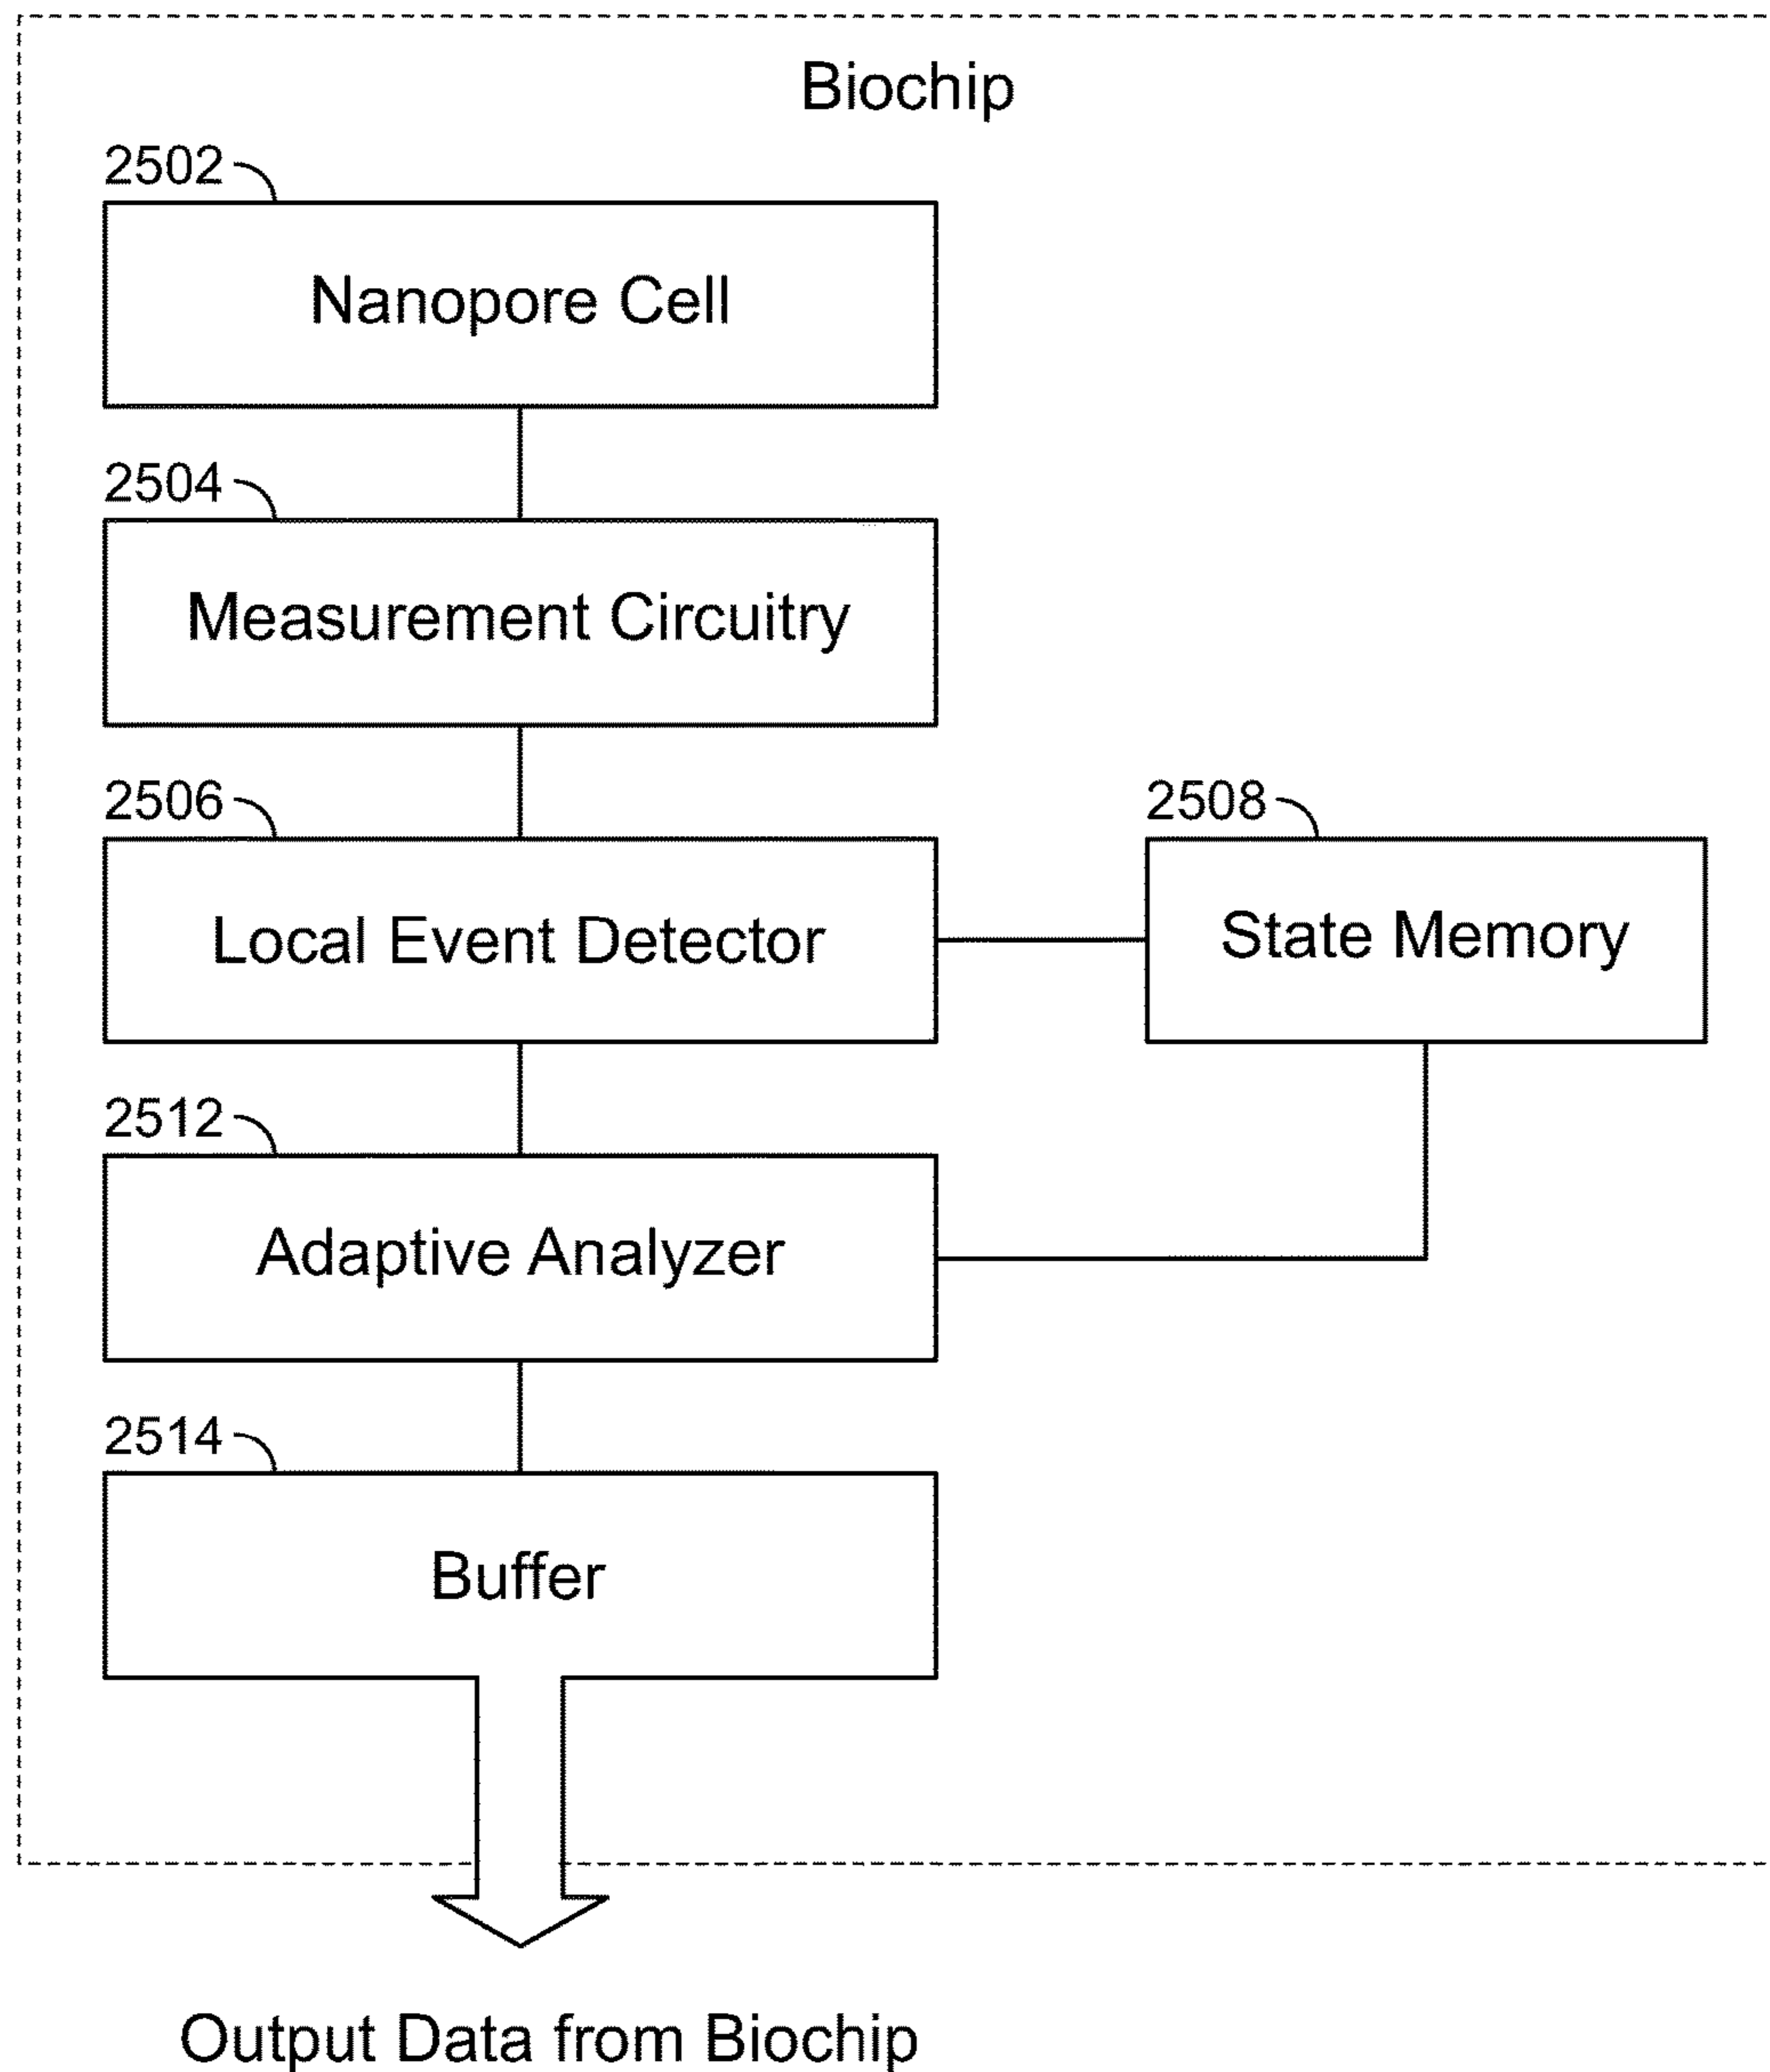 Biochip
2502
Nanopore Cell
2504
Measurement Circuitry
2506
Local Event Detector
2508
State Memory
2512
Adaptive Analyzer
2514
Buffer
Output Data from Biochip